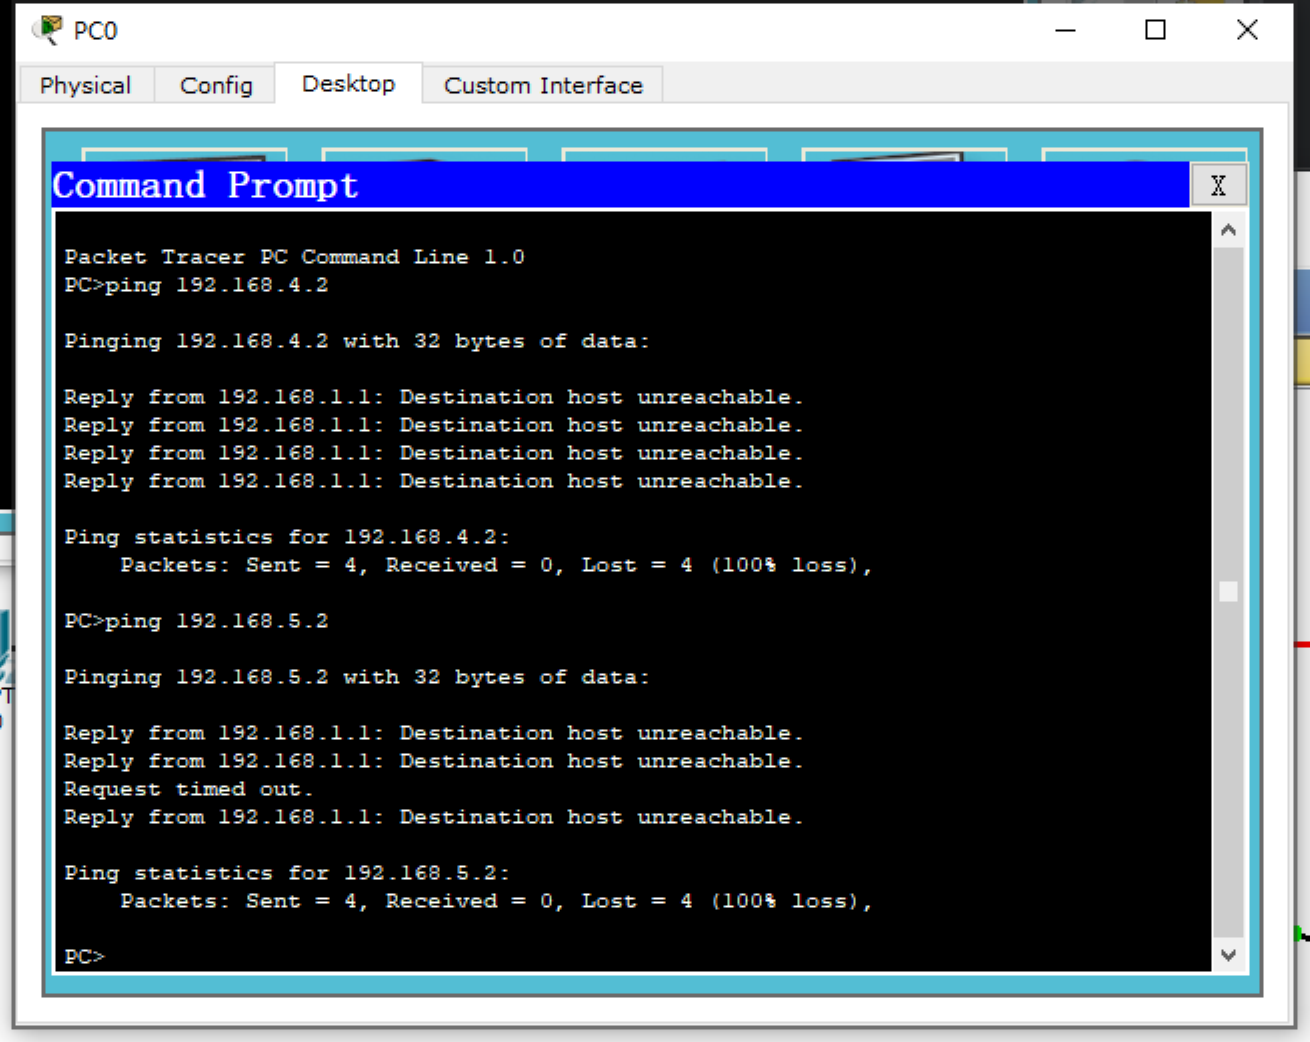 PC0
Physical Config Desktop Custom Interface
Command Prompt X
Packet Tracer PC Command Line 1.0
PC>ping 192.168.4.2
Pinging 192.168.4.2 with 32 bytes of data:
Reply from 192.168.1.1: Destination host unreachable.
Reply from 192.168.1.1: Destination host unreachable.
Reply from 192.168.1.1: Destination host unreachable.
Reply from 192.168.1.1: Destination host unreachable.
Ping statistics for 192.168.4.2:
Packets: Sent = 4, Received = 0, Lost = 4 (100% loss),
PC>ping 192.168.5.2
Pinging 192.168.5.2 with 32 bytes of data:
Reply from 192.168.1.1: Destination host unreachable.
Reply from 192.168.1.1: Destination host unreachable.
Request timed out.
Reply from 192.168.1.1: Destination host unreachable.
Ping statistics for 192.168.5.2:
Packets: Sent = 4, Received = 0, Lost = 4 (100% loss),
PC>